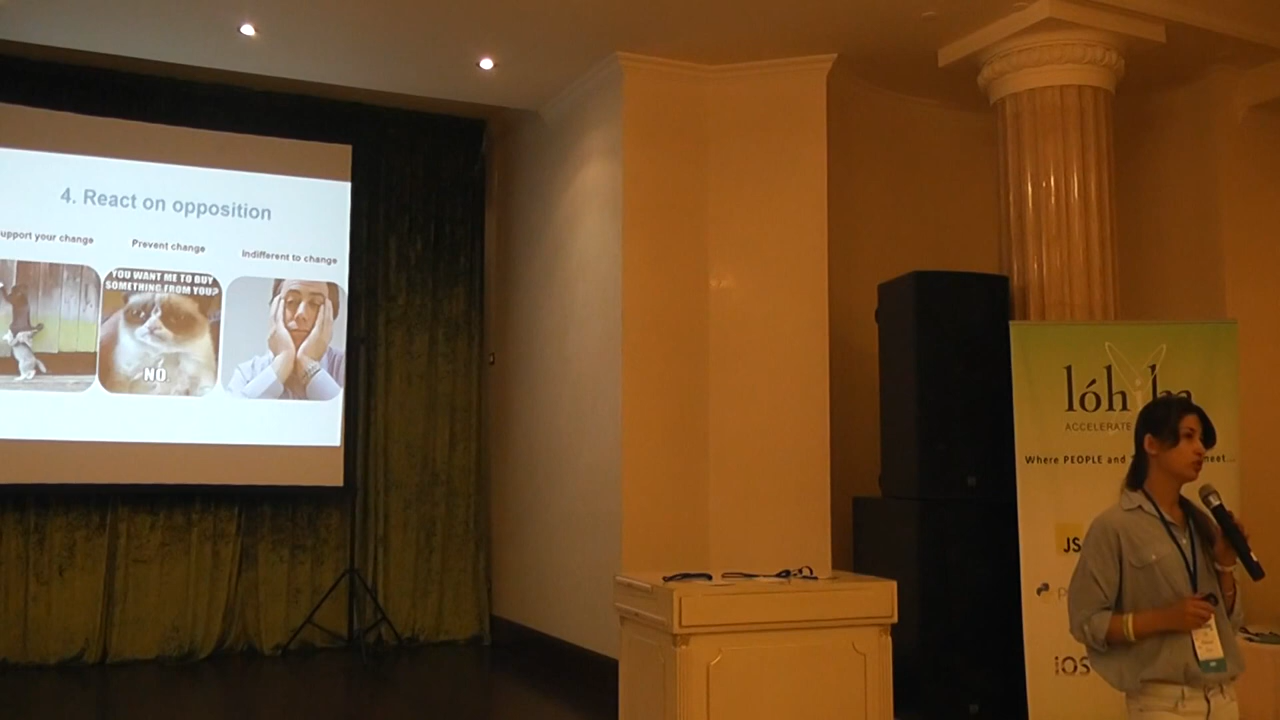 4. React on opposition
upport your change
Prevent change
Indifferent to change
YOU WANT ME TO BUY
SOMETHING FROM YOU?
NO.
lóhika
ACCELERATE
Where PEOPLE and
meet...
JS
iOS